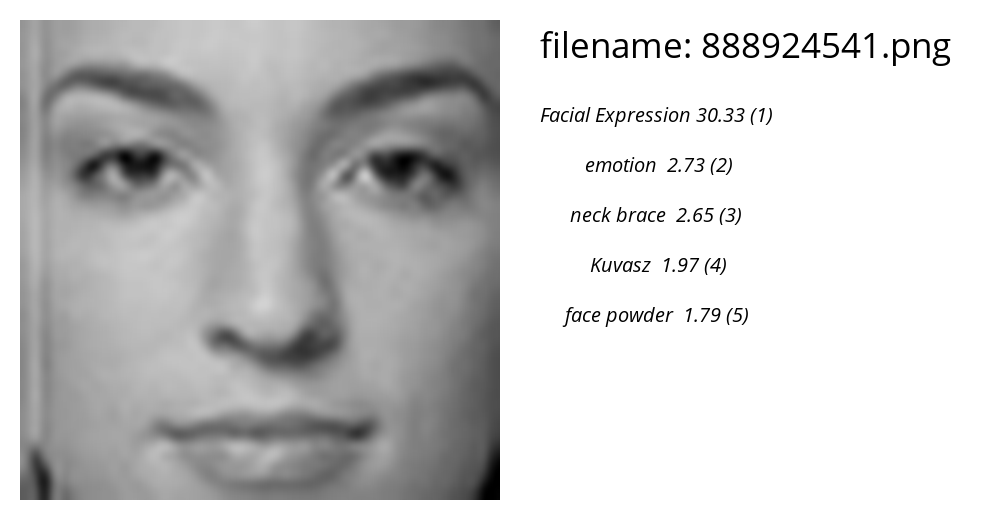 filename: 888924541.png
Facial Expression 30.33 (1)
emotion 2.73 (2)
neck brace 2.65 (3)
Kuvasz 1.97 (4)
face powder 1.79 (5)